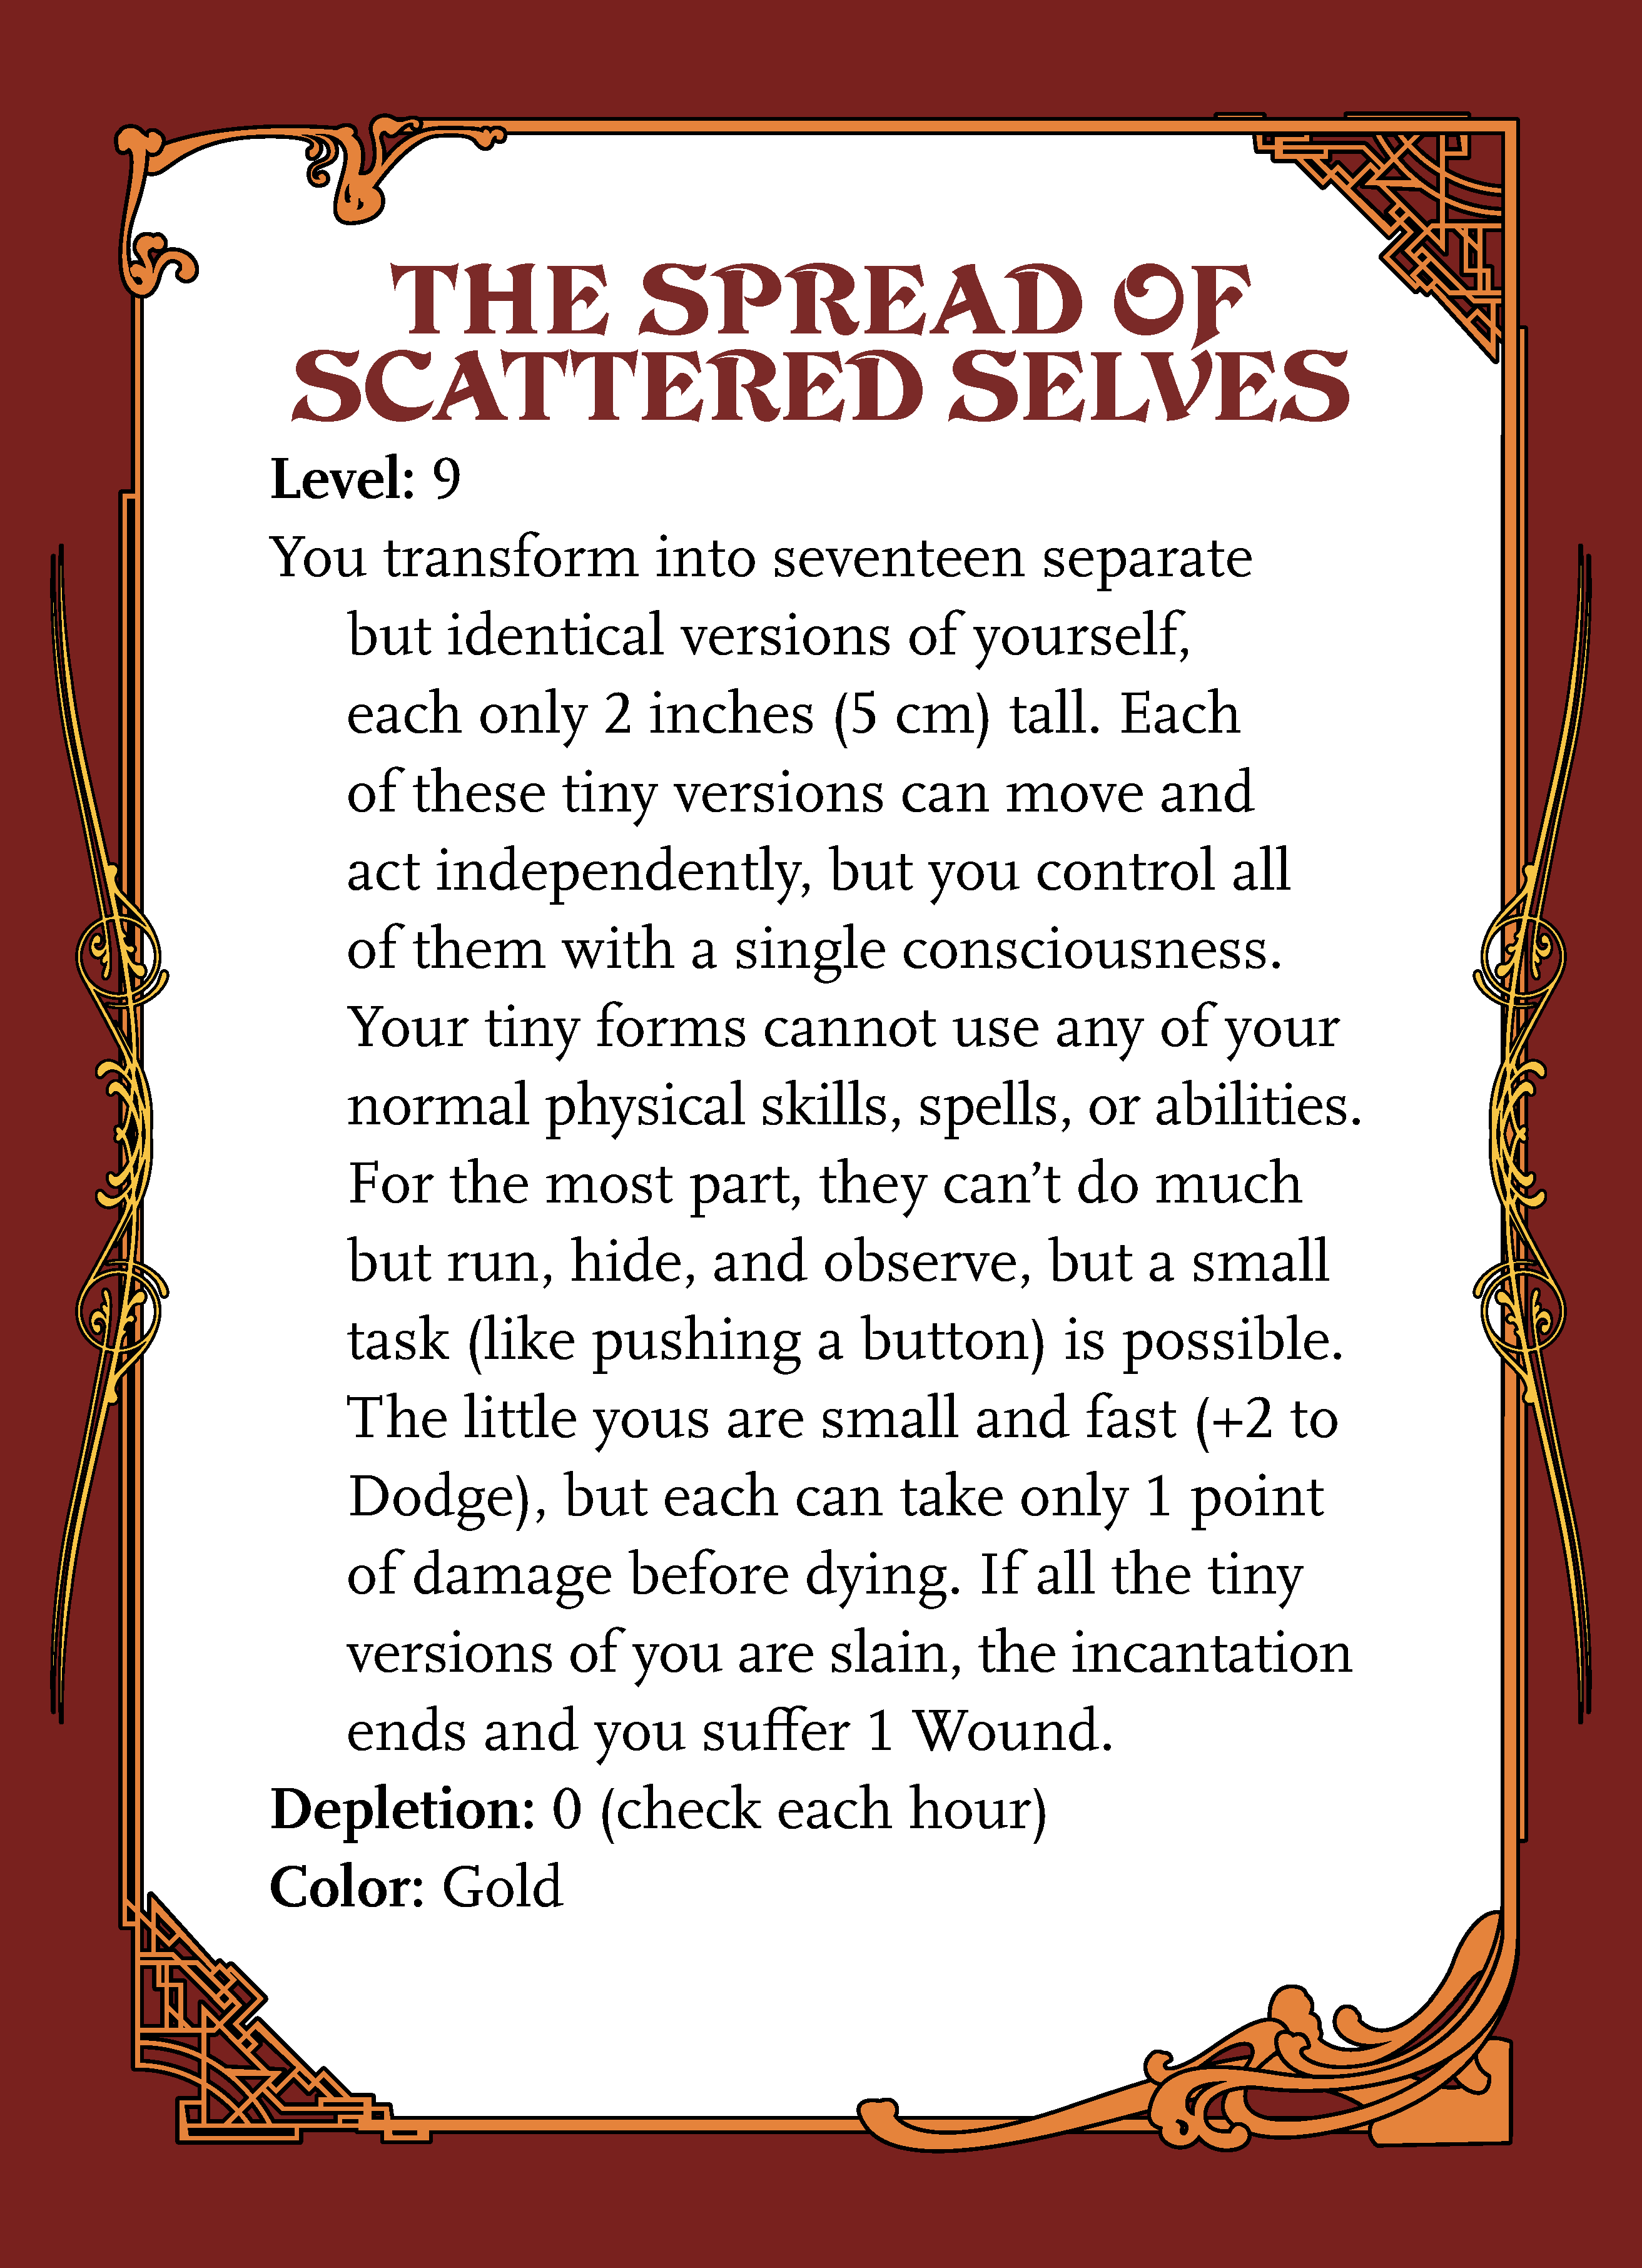 THE SPREAD OF
SCATTERED SELVES
Level: 9
You transform into seventeen separate
but identical versions of yourself,
each only 2 inches (5 cm) tall. Each
of these tiny versions can move and
act independently, but you control all
of them with a single consciousness.
Your tiny forms cannot use any of your
normal physical skills, spells, or abilities.
For the most part, they can’t do much
but run, hide, and observe, but a small
task (like pushing a button) is possible.
The little yous are small and fast (+2 to
Dodge), but each can take only 1 point
of damage before dying. If all the tiny
versions of you are slain, the incantation
ends and you suffer 1 Wound.
Depletion: 0 (check each hour)
Color: Gold